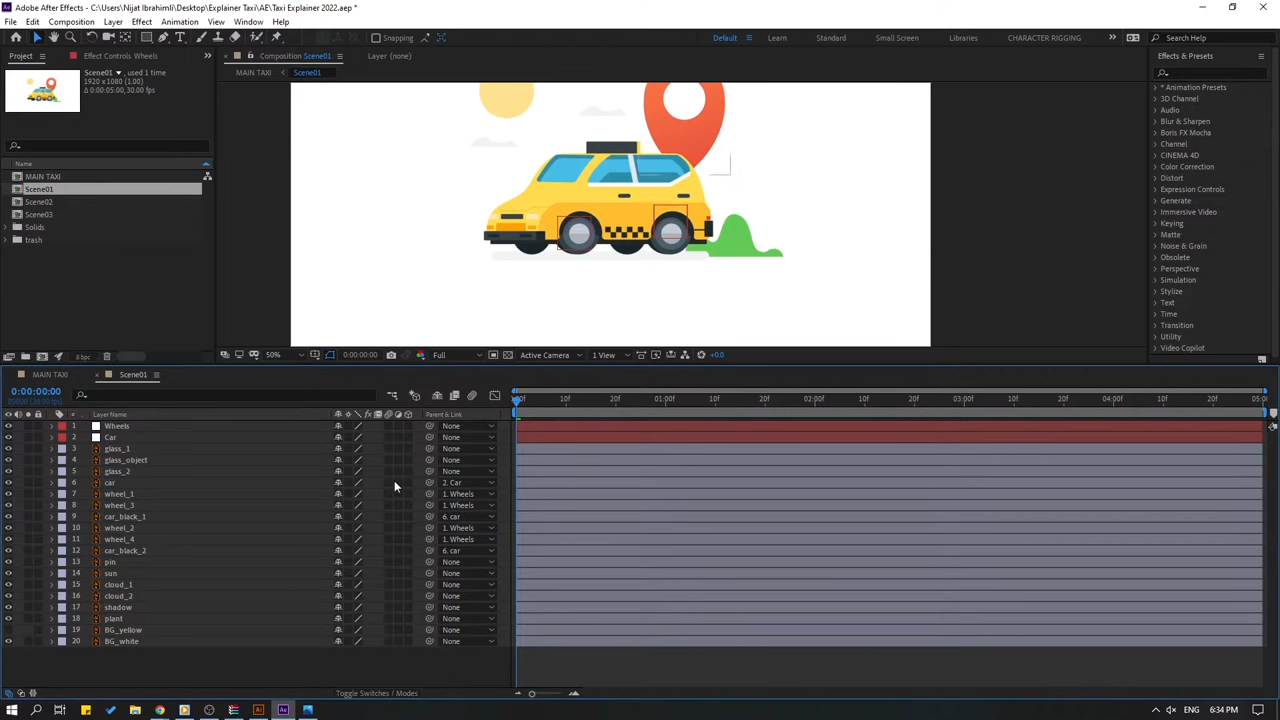 Adobe After Effects - C:\Users\Nijat Ibrahimli\Desktop\Explainer Taxi\AE\Taxi Explainer 2022.aep *
File Edit Composition Layer Effect Animation View Window Help
Snapping Default Learn Standard Small Screen Libraries CHARACTER RIGGING Search Help
Project Effect Controls Wheels Composition Scene01 Layer (none) Effects & Presets
Scene01 , used 1 time
1920 x 1080 (1.00)
Δ 0:00:05:00, 30.00 fps
MAIN TAXI Scene01
Name
MAIN TAXI
Scene01
Scene02
Scene03
Solids
trash
* Animation Presets
3D Channel
Audio
Blur & Sharpen
Boris FX Mocha
Channel
CINEMA 4D
Color Correction
Distort
Expression Controls
Generate
Immersive Video
Keying
Matte
Noise & Grain
Obsolete
Perspective
Simulation
Stylize
Text
Time
Transition
Utility
Video Copilot
8 bpc 50% 0:00:00:00 Full Active Camera 1 View +0.0
MAIN TAXI Scene01
0:00:00:00
:00f 10f 20f 01:00f 10f 20f 02:00f 10f 20f 03:00f 10f 20f 04:00f 10f 20f 05:0
# Layer Name Parent & Link
1 Wheels None
2 Car None
3 glass_1 None
4 glass_object None
5 glass_2 None
6 car 2. Car
7 wheel_1 1. Wheels
8 wheel_3 1. Wheels
9 car_black_1 6. car
10 wheel_2 1. Wheels
11 wheel_4 1. Wheels
12 car_black_2 6. car
13 pin None
14 sun None
15 cloud_1 None
16 cloud_2 None
17 shadow None
18 plant None
19 BG_yellow None
20 BG_white None
Toggle Switches / Modes
ENG 6:34 PM